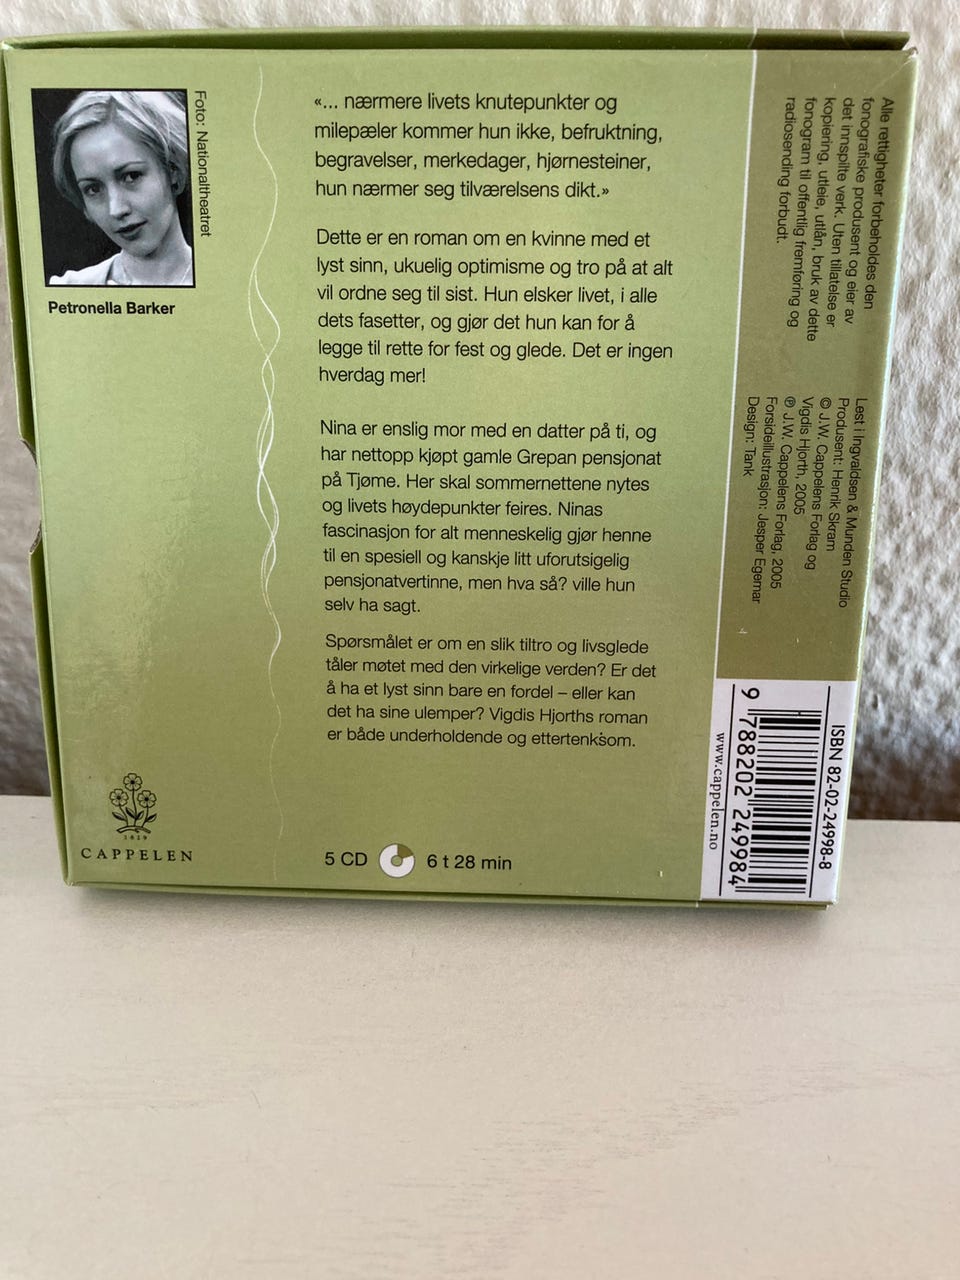 Foto: Nationaltheatret
Petronella Barker
«... nærmere livets knutepunkter og
milepæler kommer hun ikke, befruktning,
begravelser, merkedager, hjørnesteiner,
hun nærmer seg tilværelsens dikt.»
Dette er en roman om en kvinne med et
lyst sinn, ukuelig optimisme og tro på at alt
vil ordne seg til sist. Hun elsker livet, i alle
dets fasetter, og gjør det hun kan for å
legge til rette for fest og glede. Det er ingen
hverdag mer!
Nina er enslig mor med en datter på ti, og
har nettopp kjøpt gamle Grepan pensjonat
på Tjøme. Her skal sommernettene nytes
og livets høydepunkter feires. Ninas
fascinasjon for alt menneskelig gjør henne
til en spesiell og kanskje litt uforutsigelig
pensjonatvertinne, men hva så? ville hun
selv ha sagt.
Spørsmålet er om en slik tiltro og livsglede
tåler møtet med den virkelige verden? Er det
å ha et lyst sinn bare en fordel – eller kan
det ha sine ulemper? Vigdis Hjorths roman
er både underholdende og ettertenksom.
1829
CAPPELEN
5 CD 6 t 28 min
Alle rettigheter forbeholdes den
fonografiske produsent og eier av
det innspilte verk. Uten tillatelse er
kopiering, utleie, utlån, bruk av dette
fonogram til offentlig fremføring og
radiosending forbudt.
Lest i Ingvaldsen & Munden Studio
Produsent: Henrik Skram
© J.W. Cappelens Forlag og
Vigdis Hjorth, 2005
℗ J.W. Cappelens Forlag, 2005
Forsideillustrasjon: Jesper Egemar
Design: Tank
ISBN 82-02-24998-8
9 788202 249984
www.cappelen.no